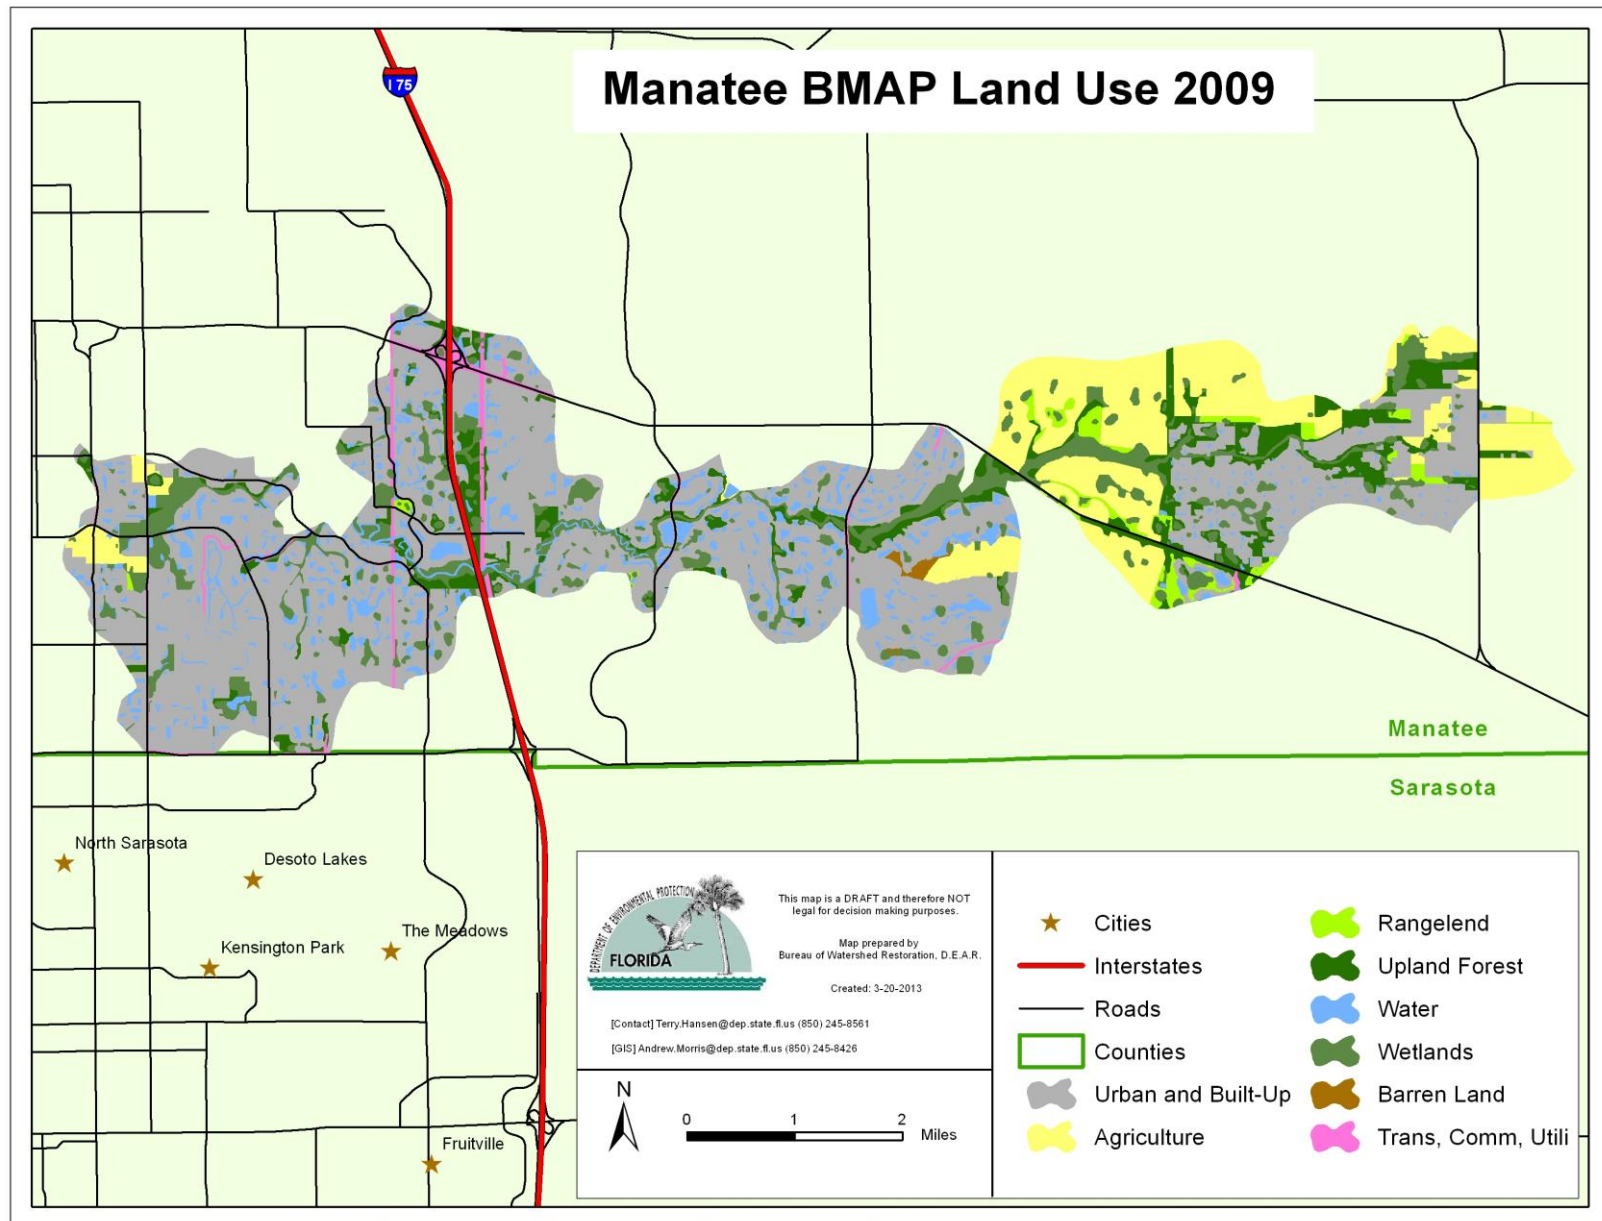 Manatee BMAP Land Use 2009
I 75
Manatee
Sarasota
North Sarasota
Desoto Lakes
The Meadows
Kensington Park
Fruitville
DEPARTMENT OF ENVIRONMENTAL PROTECTION
FLORIDA
This map is a DRAFT and therefore NOT
legal for decision making purposes.
Map prepared by
Bureau of Watershed Restoration, D.E.A.R.
Created: 3-20-2013
[Contact] Terry.Hansen@dep.state.fl.us (850) 245-8561
[GIS] Andrew.Morris@dep.state.fl.us (850) 245-8426
N
0 1 2
Miles
Cities
Interstates
Roads
Counties
Urban and Built-Up
Agriculture
Rangelend
Upland Forest
Water
Wetlands
Barren Land
Trans, Comm, Utili